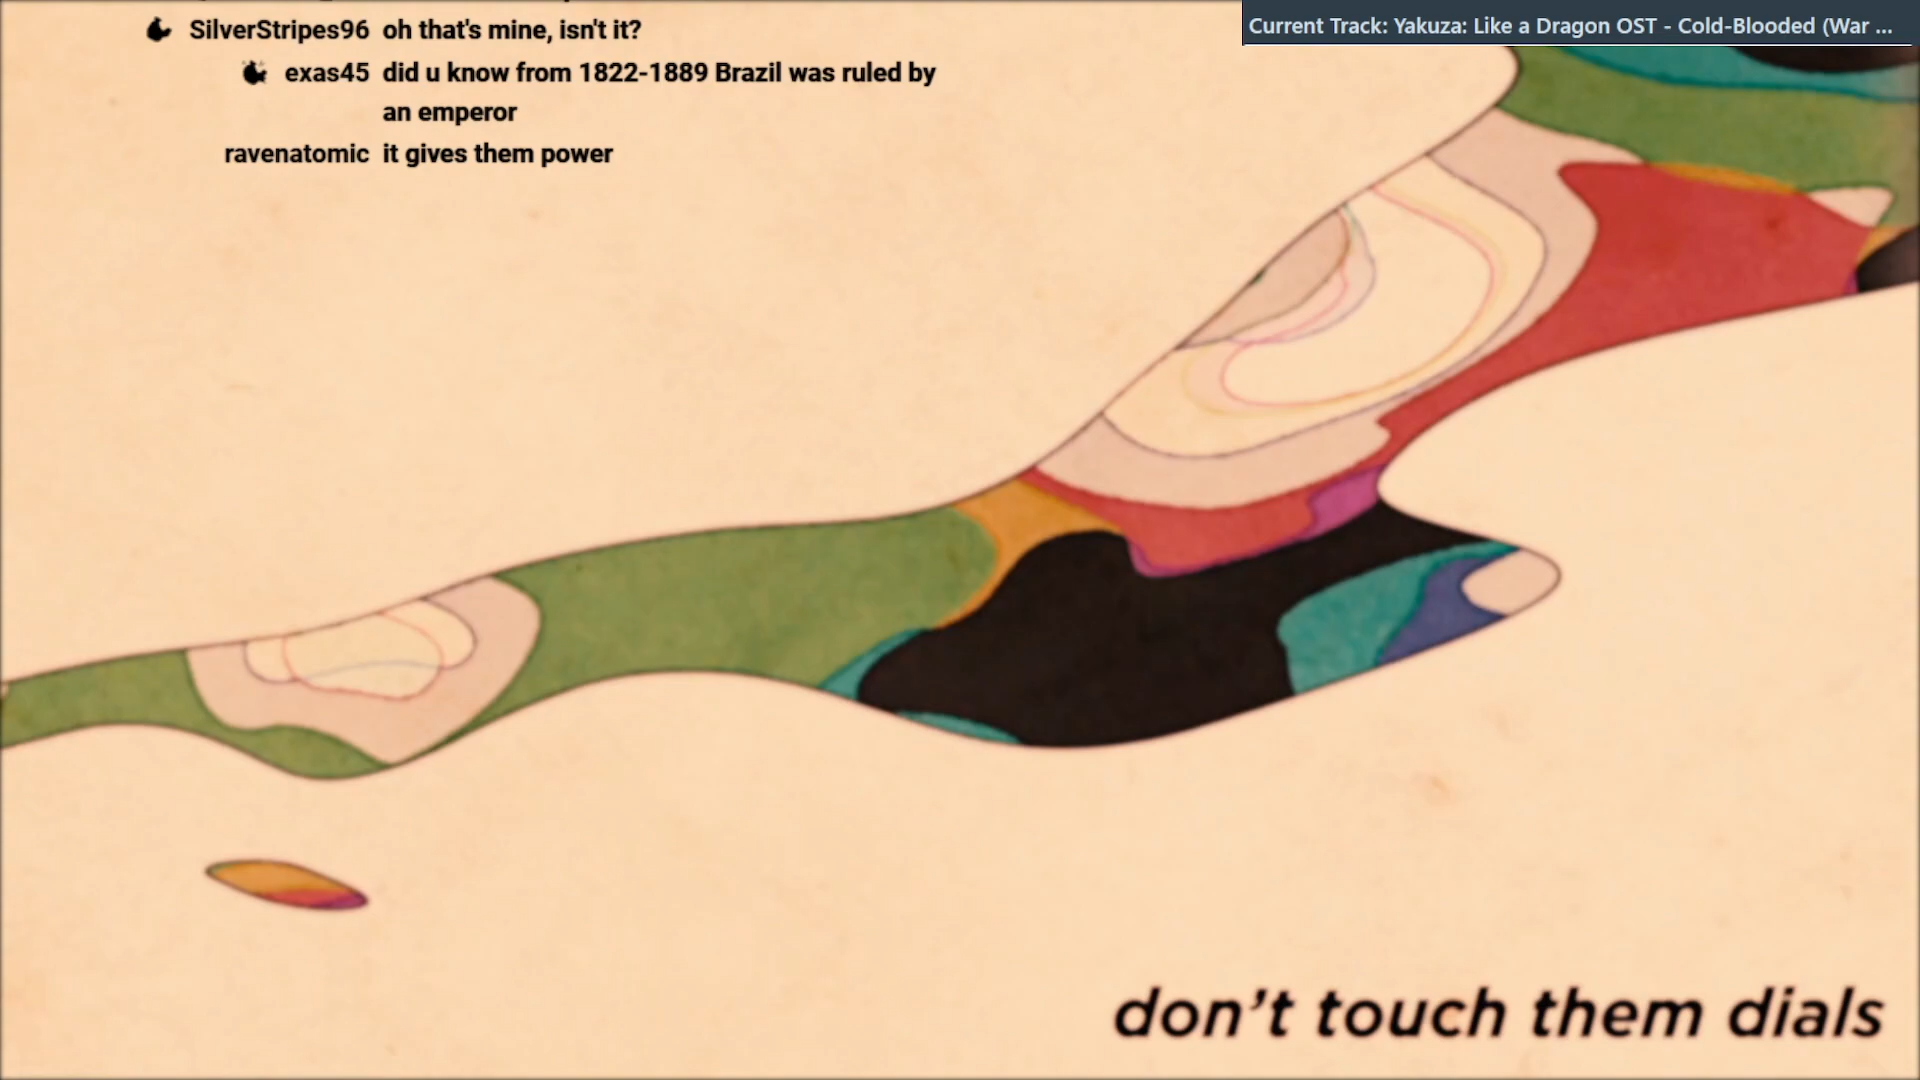 SilverStripes96 oh that's mine, isn't it?
exas45 did u know from 1822-1889 Brazil was ruled by
an emperor
ravenatomic it gives them power
Current Track: Yakuza: Like a Dragon OST - Cold-Blooded (War ...
don't touch them dials